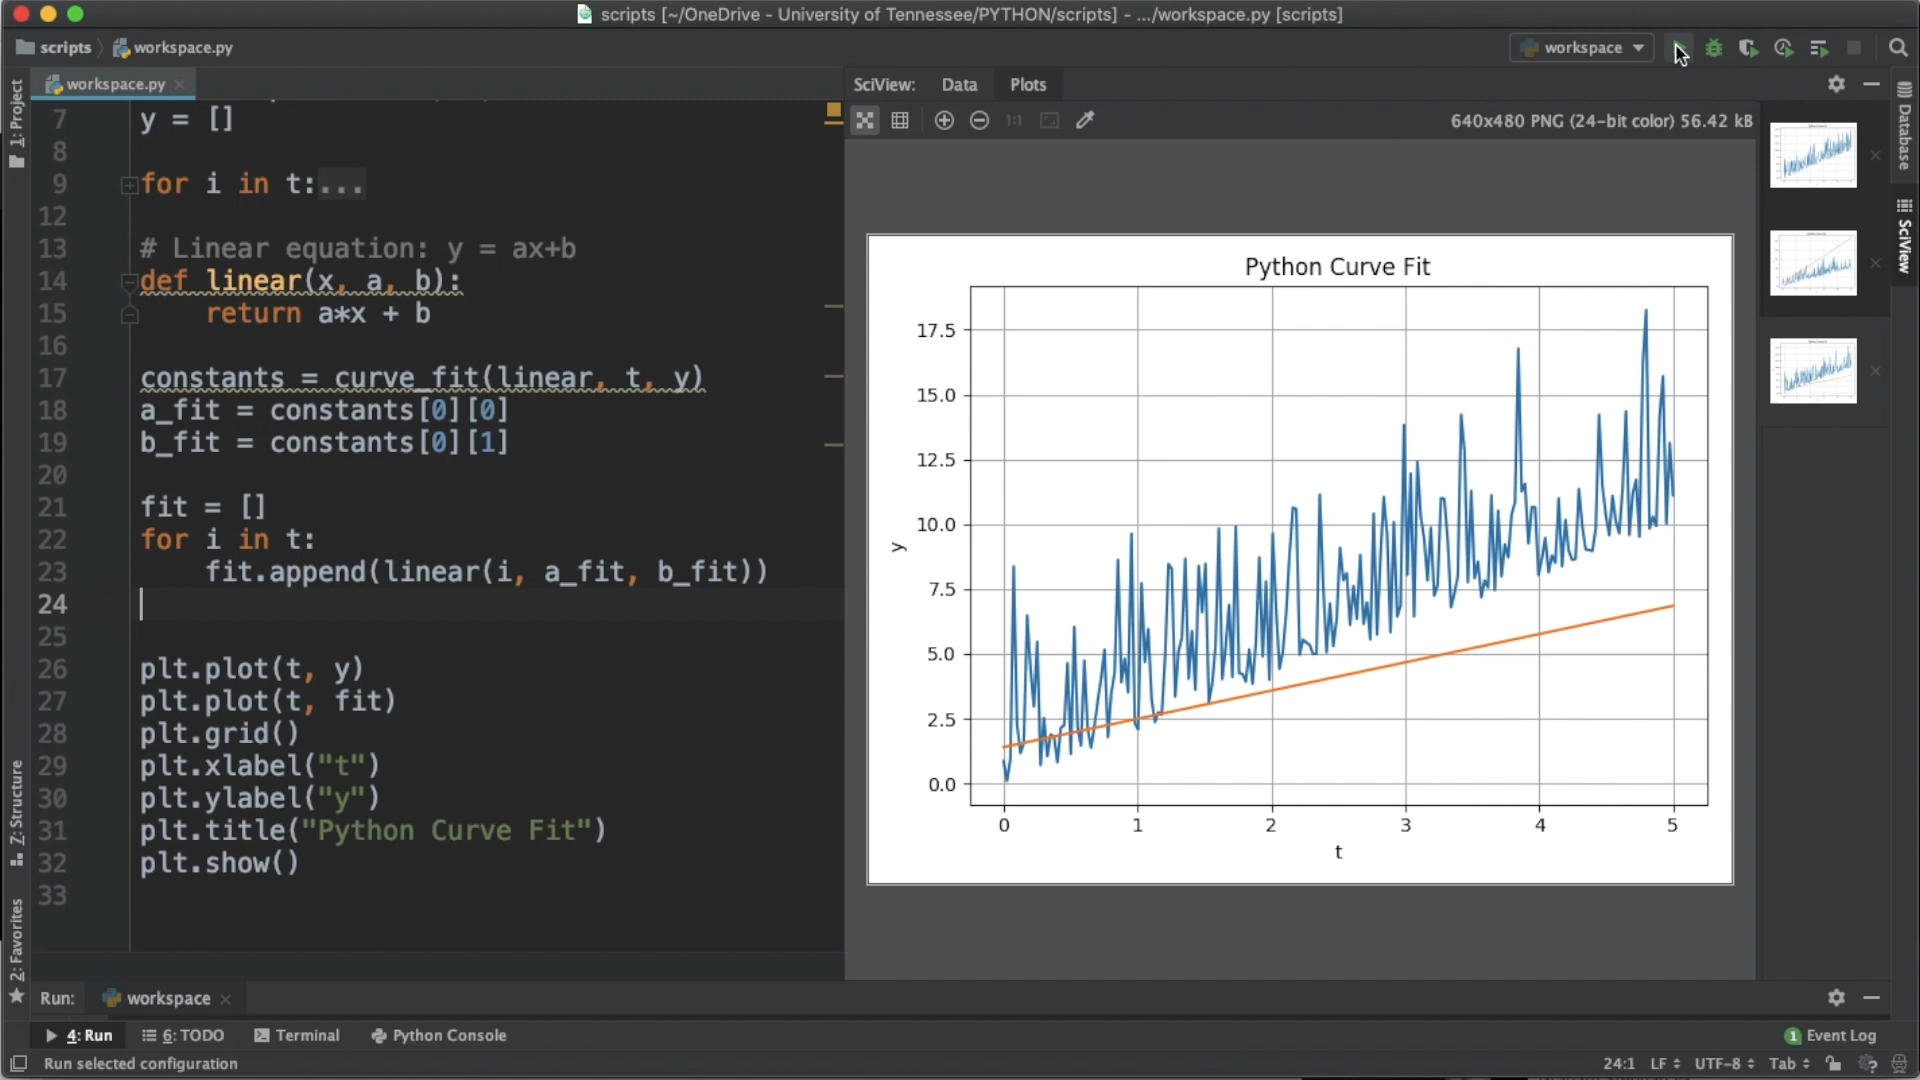 scripts [~/OneDrive - University of Tennessee/PYTHON/scripts] - .../workspace.py [scripts]
scripts
workspace.py
workspace
workspace.py
SciView:
Data
Plots
640x480 PNG (24-bit color) 56.42 kB
1:1
1: Project
7: Structure
2: Favorites
Database
SciView
7 y = []
8
9 for i in t:...
12
13 # Linear equation: y = ax+b
14 def linear(x, a, b):
15 return a*x + b
16
17 constants = curve_fit(linear, t, y)
18 a_fit = constants[0][0]
19 b_fit = constants[0][1]
20
21 fit = []
22 for i in t:
23 fit.append(linear(i, a_fit, b_fit))
24
25
26 plt.plot(t, y)
27 plt.plot(t, fit)
28 plt.grid()
29 plt.xlabel("t")
30 plt.ylabel("y")
31 plt.title("Python Curve Fit")
32 plt.show()
33
Python Curve Fit
17.5
15.0
12.5
10.0
7.5
5.0
2.5
0.0
y
0 1 2 3 4 5
t
Run:
workspace
4: Run
6: TODO
Terminal
Python Console
1 Event Log
Run selected configuration
24:1 LF UTF-8 Tab